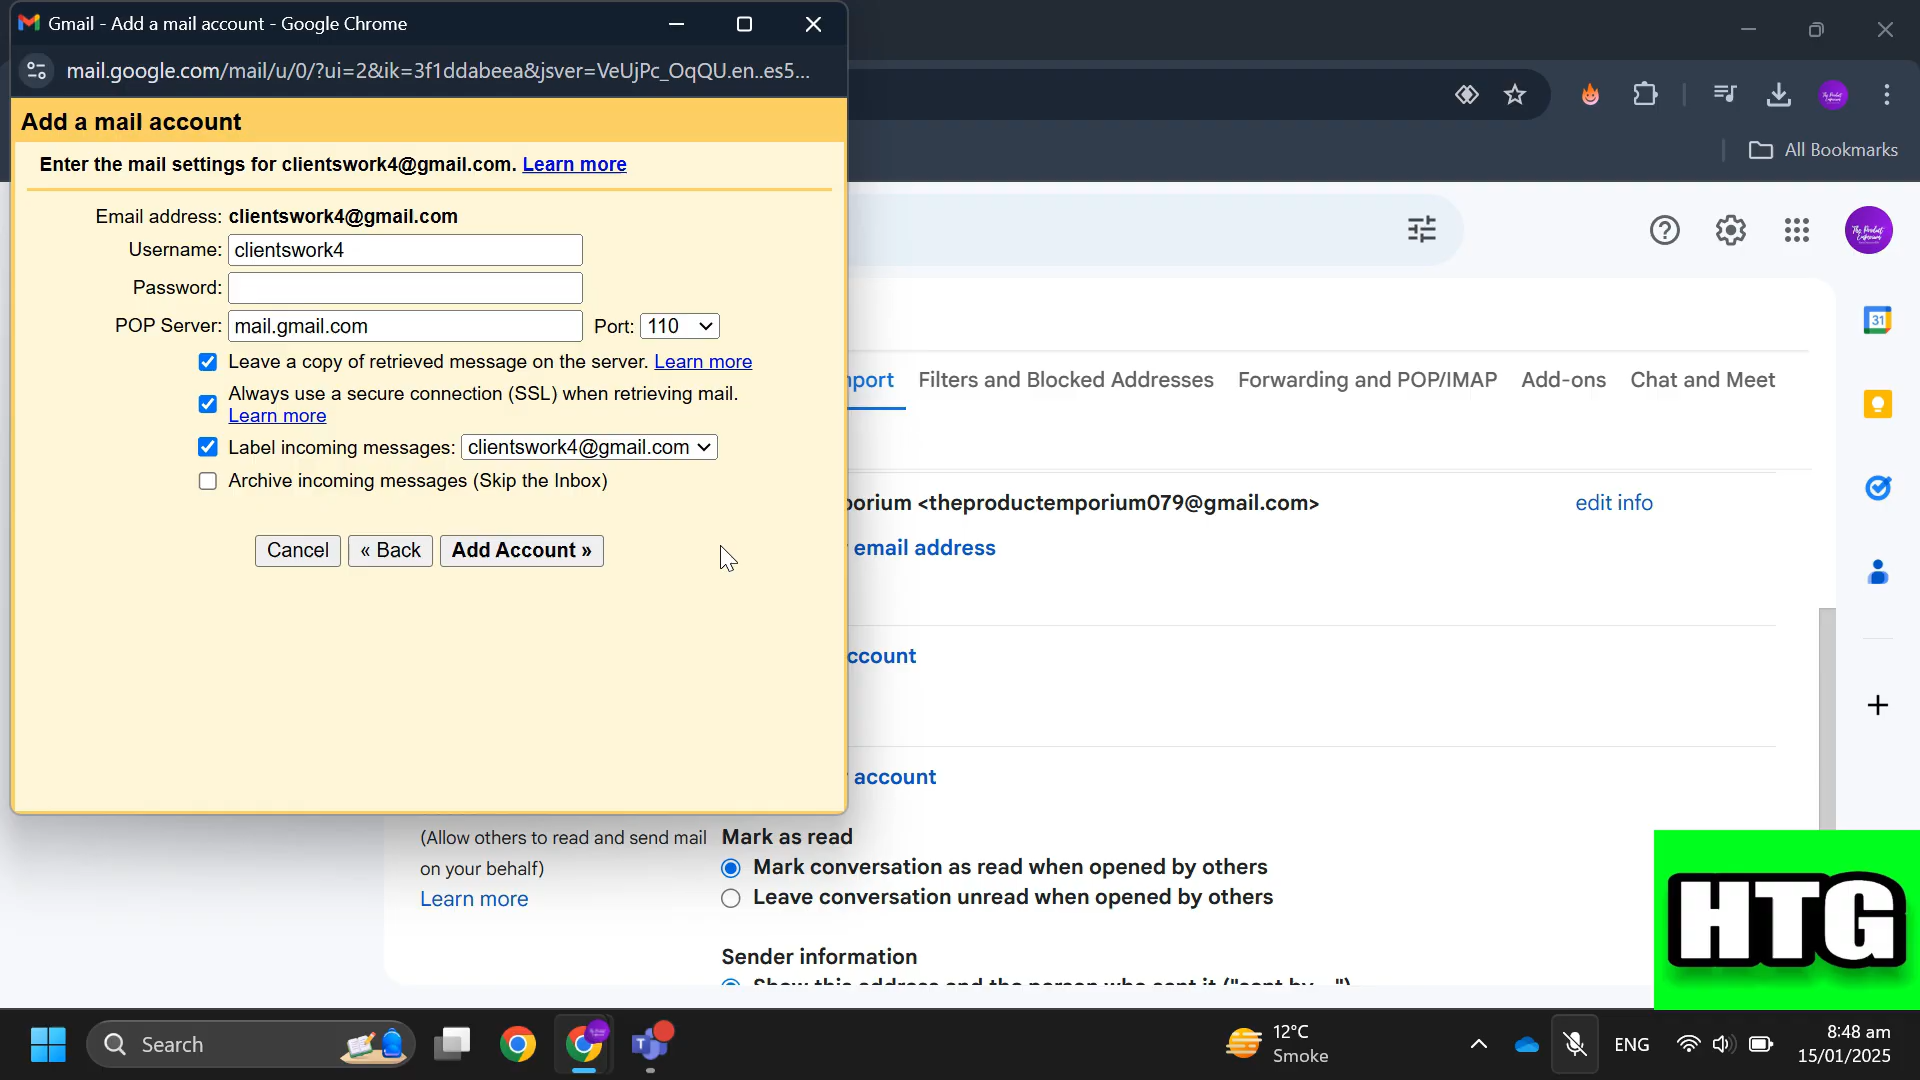 Gmail - Add a mail account - Google Chrome
mail.google.com/mail/u/0/?ui=2&ik=3f1ddabeea&jsver=VeUjPc_OqQU.en..es5...
All Bookmarks
Add a mail account
Enter the mail settings for clientswork4@gmail.com. Learn more
Email address: clientswork4@gmail.com
Username: clientswork4
Password:
POP Server: mail.gmail.com Port: 110
Leave a copy of retrieved message on the server. Learn more
Always use a secure connection (SSL) when retrieving mail.
Learn more
Label incoming messages: clientswork4@gmail.com
Archive incoming messages (Skip the Inbox)
Cancel « Back Add Account »
Filters and Blocked Addresses Forwarding and POP/IMAP Add-ons Chat and Meet
<theproductemporium079@gmail.com> edit info
email address
account
(Allow others to read and send mail
on your behalf)
Learn more
Mark as read
Mark conversation as read when opened by others
Leave conversation unread when opened by others
Sender information
31
HTG
Search
12°C
Smoke
ENG
8:48 am
15/01/2025